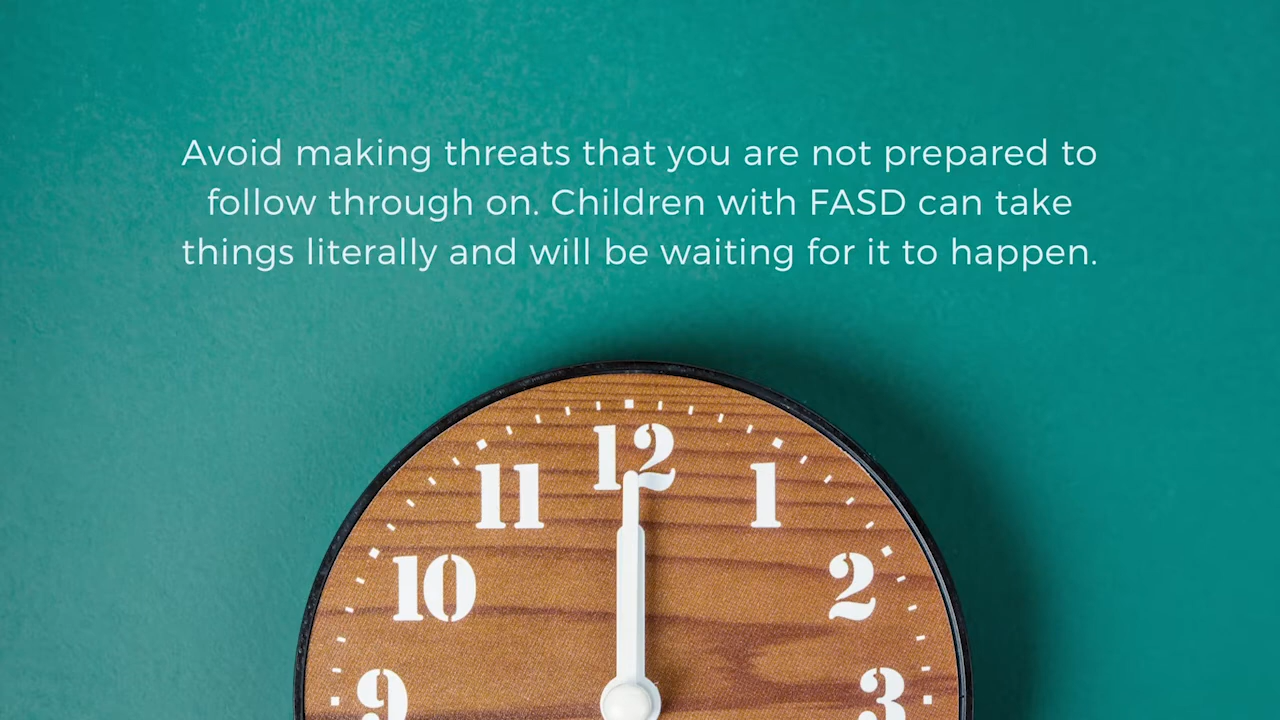 Avoid making threats that you are not prepared to
follow through on. Children with FASD can take
things literally and will be waiting for it to happen.
12
11
1
10
2
9
3